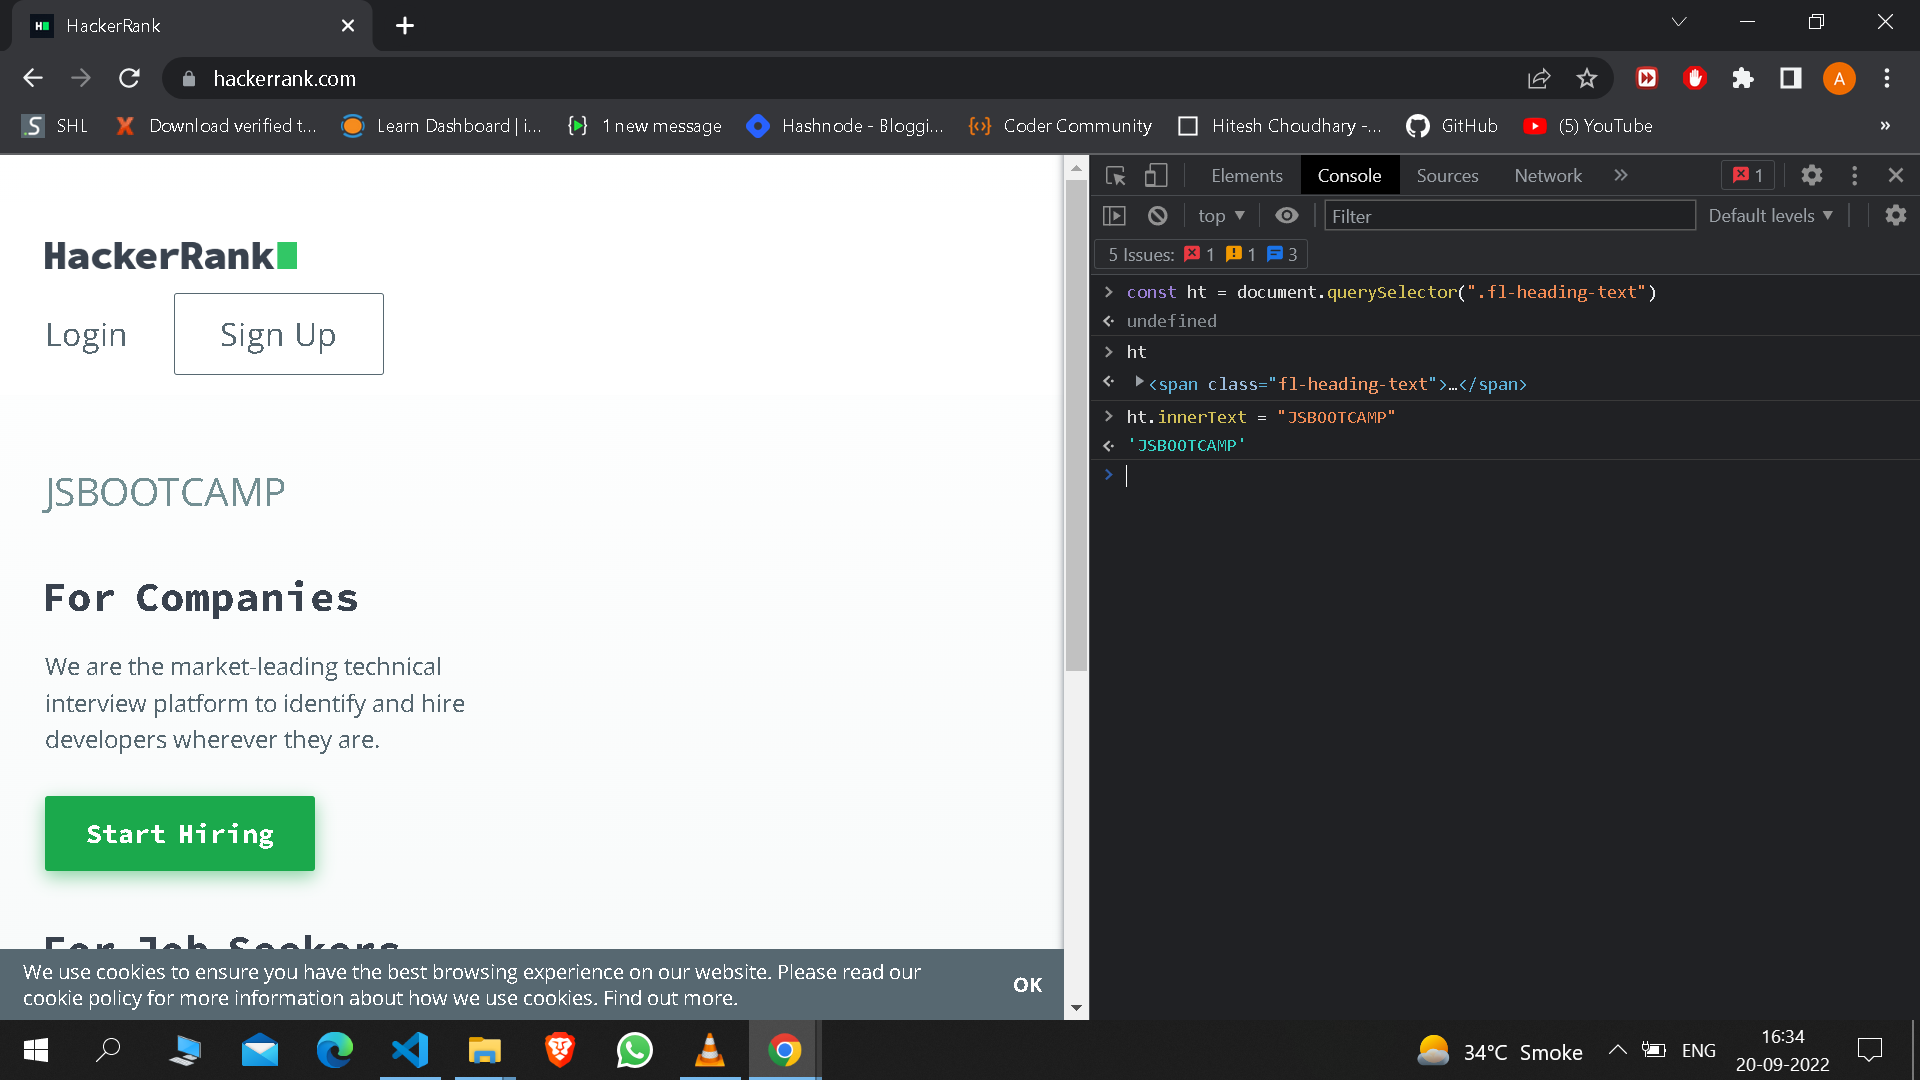 HackerRank
hackerrank.com
A
SHL
Download verified t...
Learn Dashboard | i...
1 new message
Hashnode - Bloggi...
Coder Community
Hitesh Choudhary -...
GitHub
(5) YouTube
»
HackerRank
Login
Sign Up
JSBOOTCAMP
For Companies
We are the market-leading technical
interview platform to identify and hire
developers wherever they are.
Start Hiring
For Job Seekers
We use cookies to ensure you have the best browsing experience on our website. Please read our
cookie policy for more information about how we use cookies. Find out more.
OK
Elements
Console
Sources
Network
1
top
Filter
Default levels
5 Issues: 1 1 3
const ht = document.querySelector(".fl-heading-text")
undefined
ht
<span class="fl-heading-text">…</span>
ht.innerText = "JSBOOTCAMP"
'JSBOOTCAMP'
34°C Smoke
ENG
16:34
20-09-2022